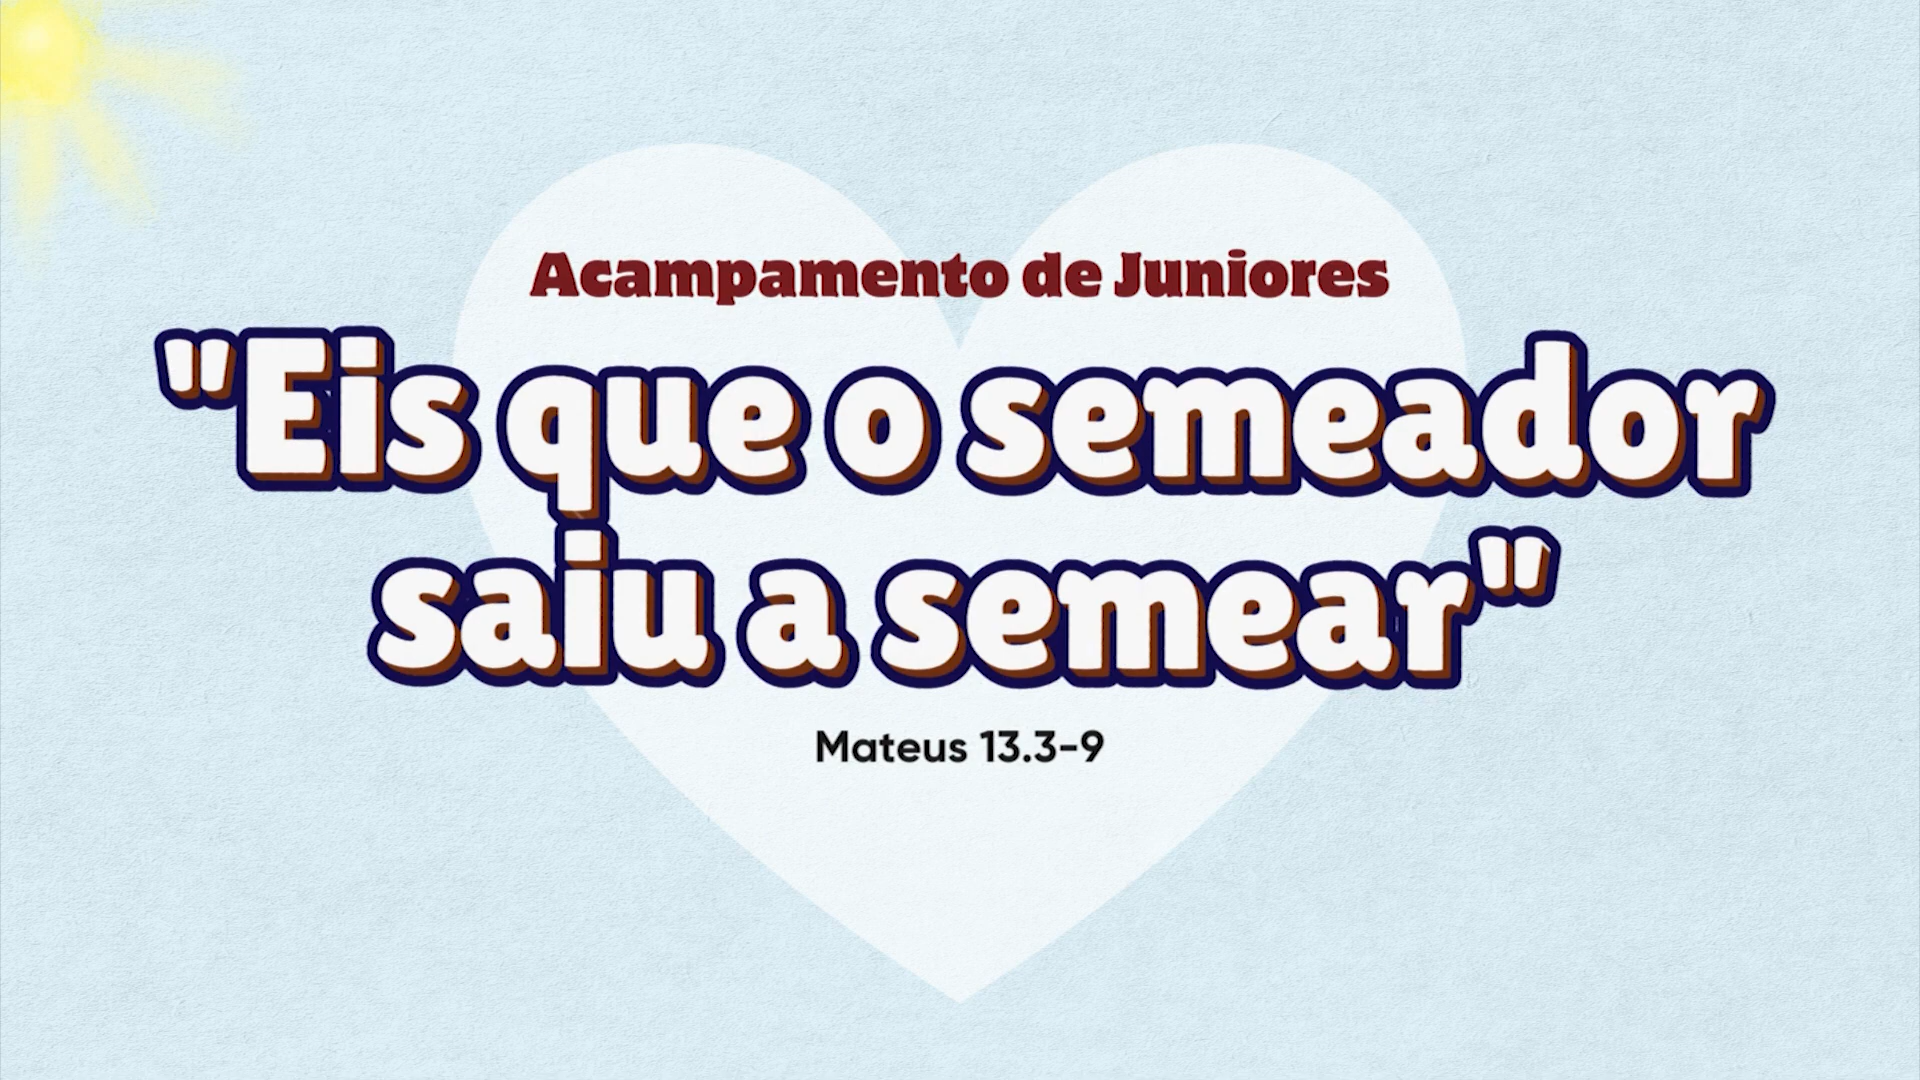 Acampamento de Juniores
"Eis que o semeador
saiu a semear"
Mateus 13.3-9